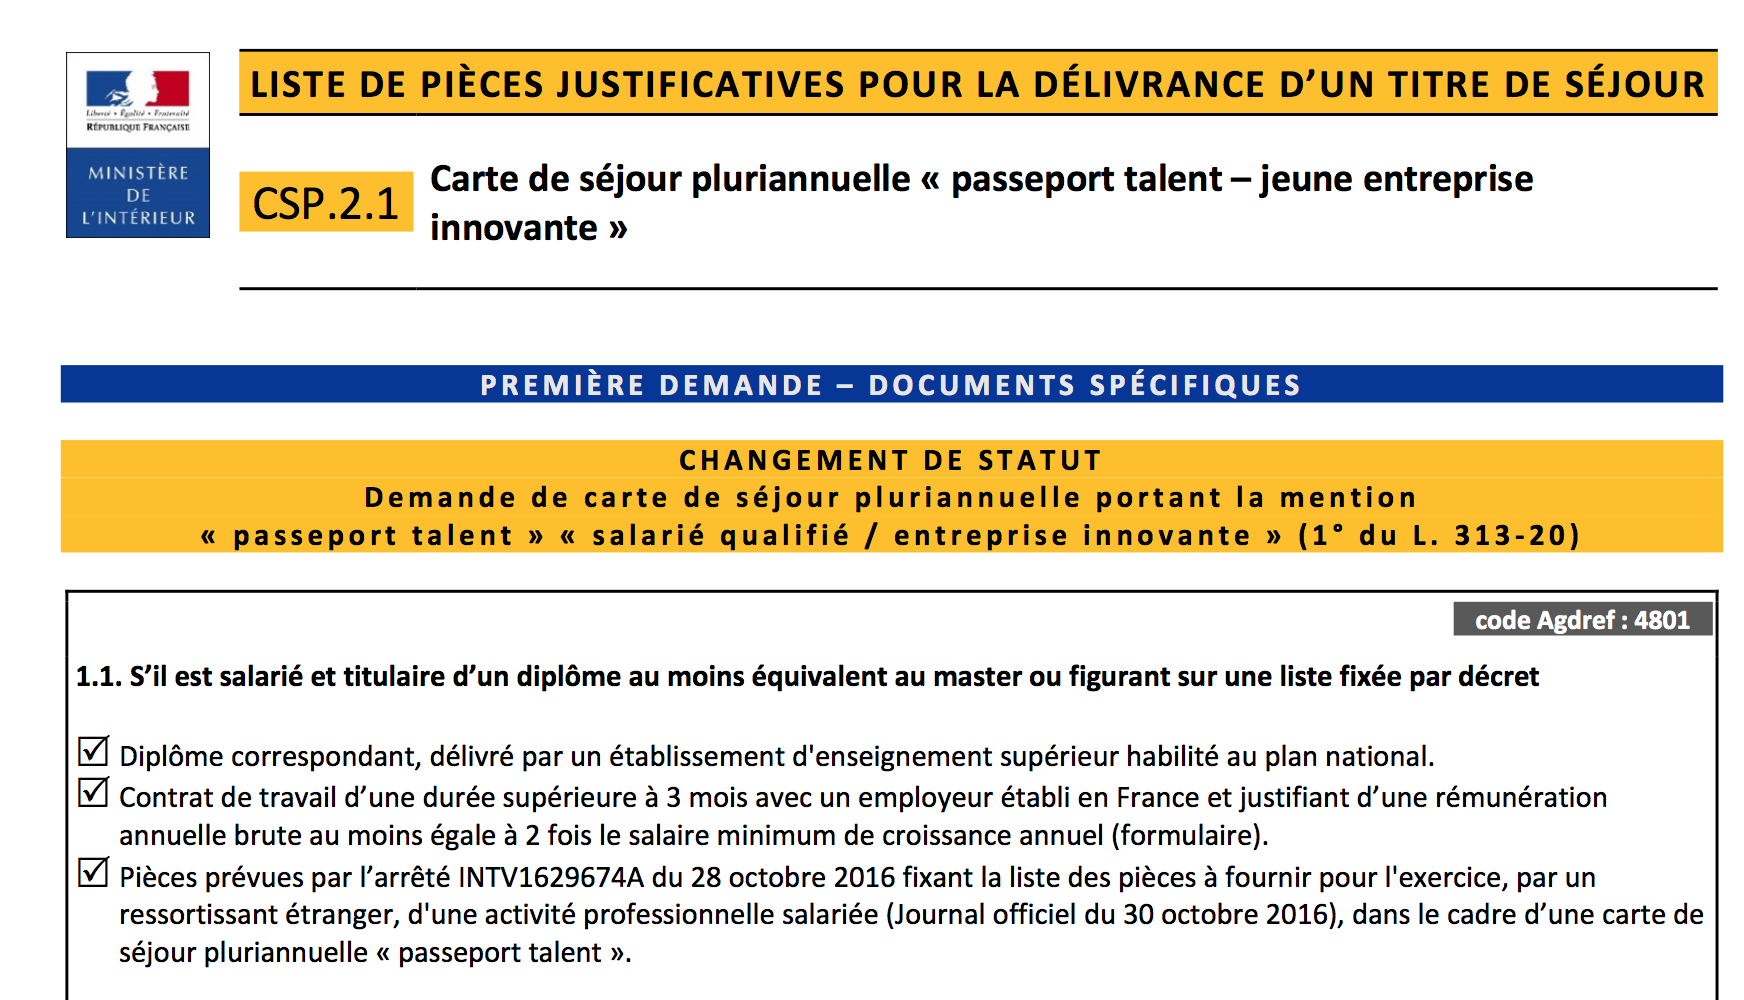 LISTE DE PIÈCES JUSTIFICATIVES POUR LA DÉLIVRANCE D’UN TITRE DE SÉJOUR
Liberté • Égalité • Fraternité
RÉPUBLIQUE FRANÇAISE
MINISTÈRE
DE
L’INTÉRIEUR
CSP.2.1
Carte de séjour pluriannuelle « passeport talent – jeune entreprise
innovante »
PREMIÈRE DEMANDE – DOCUMENTS SPÉCIFIQUES
CHANGEMENT DE STATUT
Demande de carte de séjour pluriannuelle portant la mention
« passeport talent » « salarié qualifié / entreprise innovante » (1° du L. 313-20)
code Agdref : 4801
1.1. S’il est salarié et titulaire d’un diplôme au moins équivalent au master ou figurant sur une liste fixée par décret
Diplôme correspondant, délivré par un établissement d'enseignement supérieur habilité au plan national.
Contrat de travail d’une durée supérieure à 3 mois avec un employeur établi en France et justifiant d’une rémunération
annuelle brute au moins égale à 2 fois le salaire minimum de croissance annuel (formulaire).
Pièces prévues par l’arrêté INTV1629674A du 28 octobre 2016 fixant la liste des pièces à fournir pour l'exercice, par un
ressortissant étranger, d'une activité professionnelle salariée (Journal officiel du 30 octobre 2016), dans le cadre d’une carte de
séjour pluriannuelle « passeport talent ».